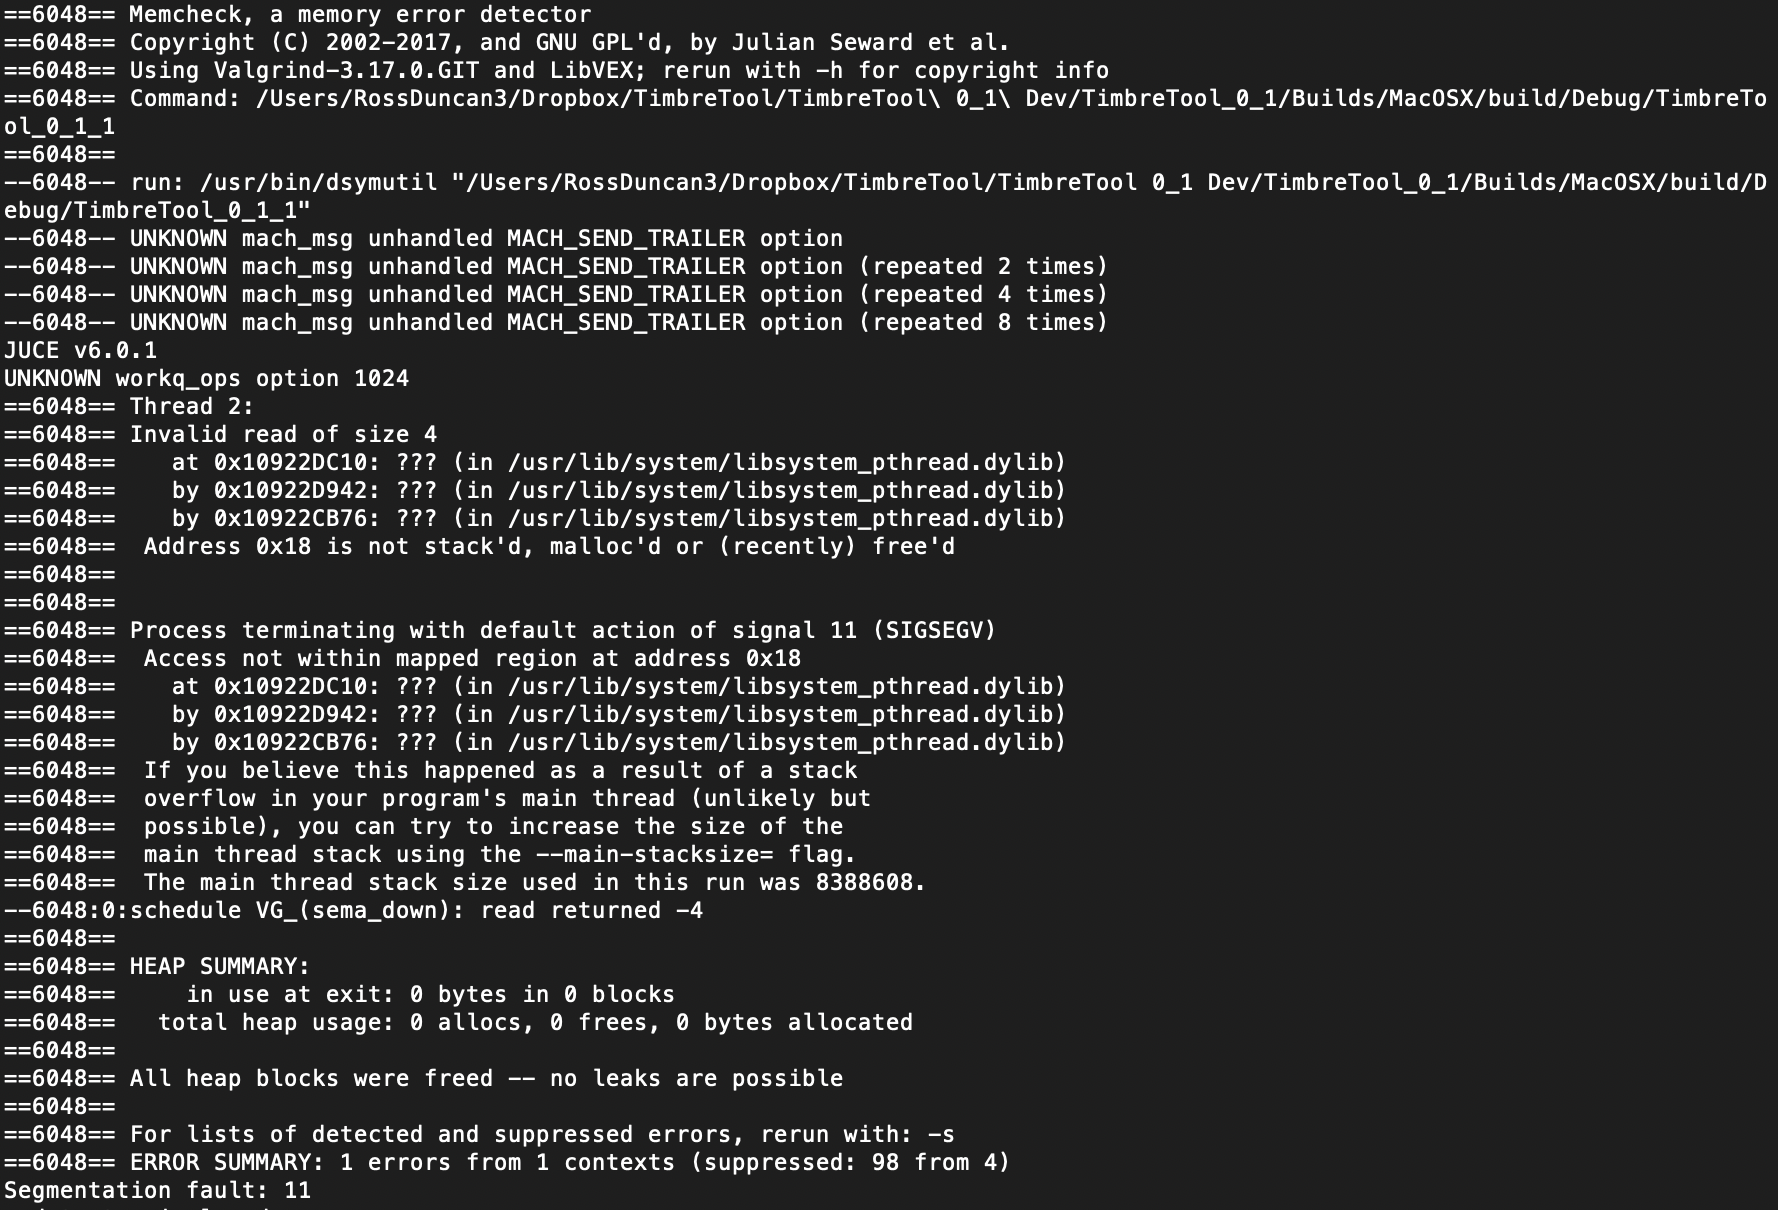 ==6048== Memcheck, a memory error detector
==6048== Copyright (C) 2002-2017, and GNU GPL'd, by Julian Seward et al.
==6048== Using Valgrind-3.17.0.GIT and LibVEX; rerun with -h for copyright info
==6048== Command: /Users/RossDuncan3/Dropbox/TimbreTool/TimbreTool\ 0_1\ Dev/TimbreTool_0_1/Builds/MacOSX/build/Debug/TimbreTo
ol_0_1_1
==6048==
--6048-- run: /usr/bin/dsymutil "/Users/RossDuncan3/Dropbox/TimbreTool/TimbreTool 0_1 Dev/TimbreTool_0_1/Builds/MacOSX/build/D
ebug/TimbreTool_0_1_1"
--6048-- UNKNOWN mach_msg unhandled MACH_SEND_TRAILER option
--6048-- UNKNOWN mach_msg unhandled MACH_SEND_TRAILER option (repeated 2 times)
--6048-- UNKNOWN mach_msg unhandled MACH_SEND_TRAILER option (repeated 4 times)
--6048-- UNKNOWN mach_msg unhandled MACH_SEND_TRAILER option (repeated 8 times)
JUCE v6.0.1
UNKNOWN workq_ops option 1024
==6048== Thread 2:
==6048== Invalid read of size 4
==6048==    at 0x10922DC10: ??? (in /usr/lib/system/libsystem_pthread.dylib)
==6048==    by 0x10922D942: ??? (in /usr/lib/system/libsystem_pthread.dylib)
==6048==    by 0x10922CB76: ??? (in /usr/lib/system/libsystem_pthread.dylib)
==6048==  Address 0x18 is not stack'd, malloc'd or (recently) free'd
==6048==
==6048==
==6048== Process terminating with default action of signal 11 (SIGSEGV)
==6048==  Access not within mapped region at address 0x18
==6048==    at 0x10922DC10: ??? (in /usr/lib/system/libsystem_pthread.dylib)
==6048==    by 0x10922D942: ??? (in /usr/lib/system/libsystem_pthread.dylib)
==6048==    by 0x10922CB76: ??? (in /usr/lib/system/libsystem_pthread.dylib)
==6048==  If you believe this happened as a result of a stack
==6048==  overflow in your program's main thread (unlikely but
==6048==  possible), you can try to increase the size of the
==6048==  main thread stack using the --main-stacksize= flag.
==6048==  The main thread stack size used in this run was 8388608.
--6048:0:schedule VG_(sema_down): read returned -4
==6048==
==6048== HEAP SUMMARY:
==6048==     in use at exit: 0 bytes in 0 blocks
==6048==   total heap usage: 0 allocs, 0 frees, 0 bytes allocated
==6048==
==6048== All heap blocks were freed -- no leaks are possible
==6048==
==6048== For lists of detected and suppressed errors, rerun with: -s
==6048== ERROR SUMMARY: 1 errors from 1 contexts (suppressed: 98 from 4)
Segmentation fault: 11